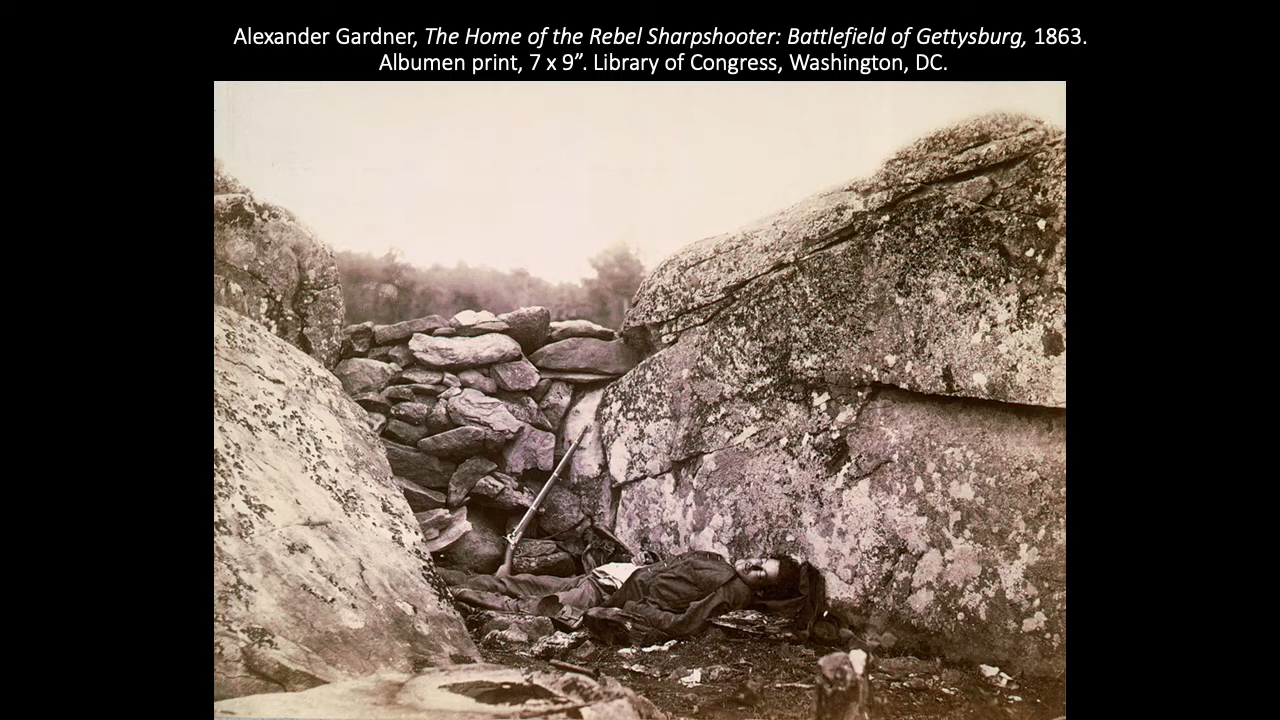 Alexander Gardner, The Home of the Rebel Sharpshooter: Battlefield of Gettysburg, 1863.
Albumen print, 7 x 9”. Library of Congress, Washington, DC.